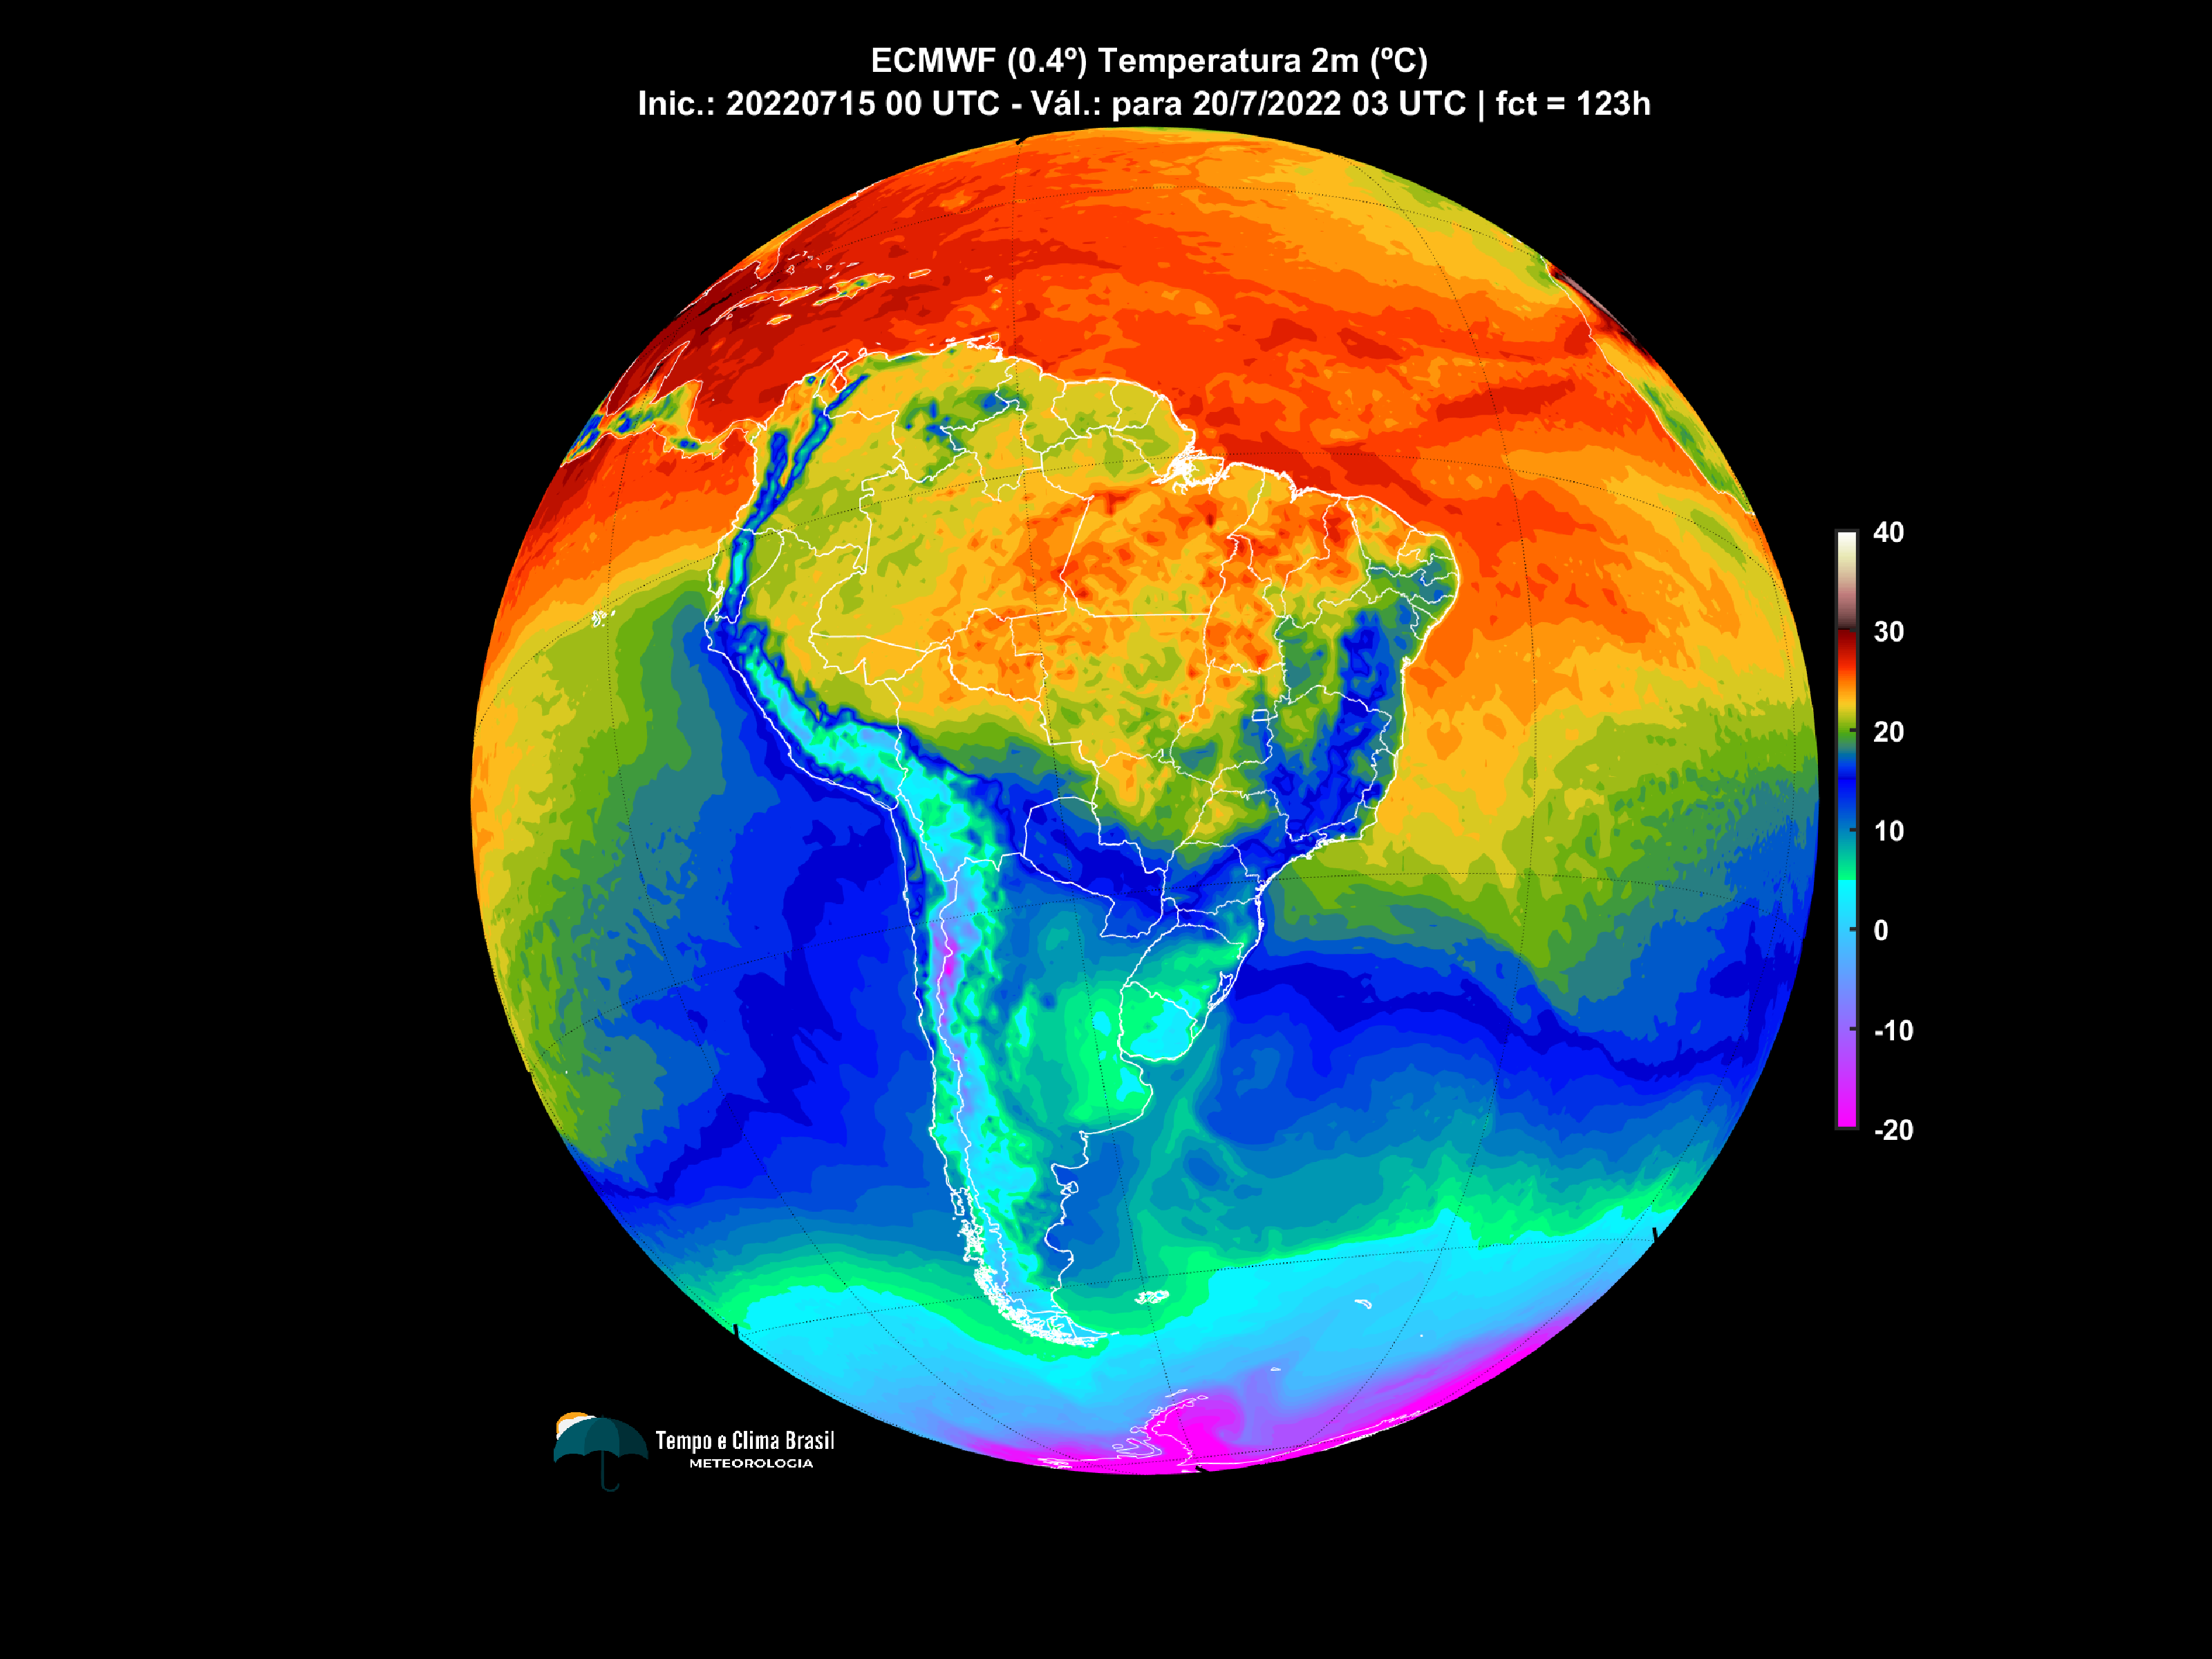 ECMWF (0.4º) Temperatura 2m (ºC)
Inic.: 20220715 00 UTC - Vál.: para 20/7/2022 03 UTC | fct = 123h
40
30
20
10
0
-10
-20
Tempo e Clima Brasil
METEOROLOGIA